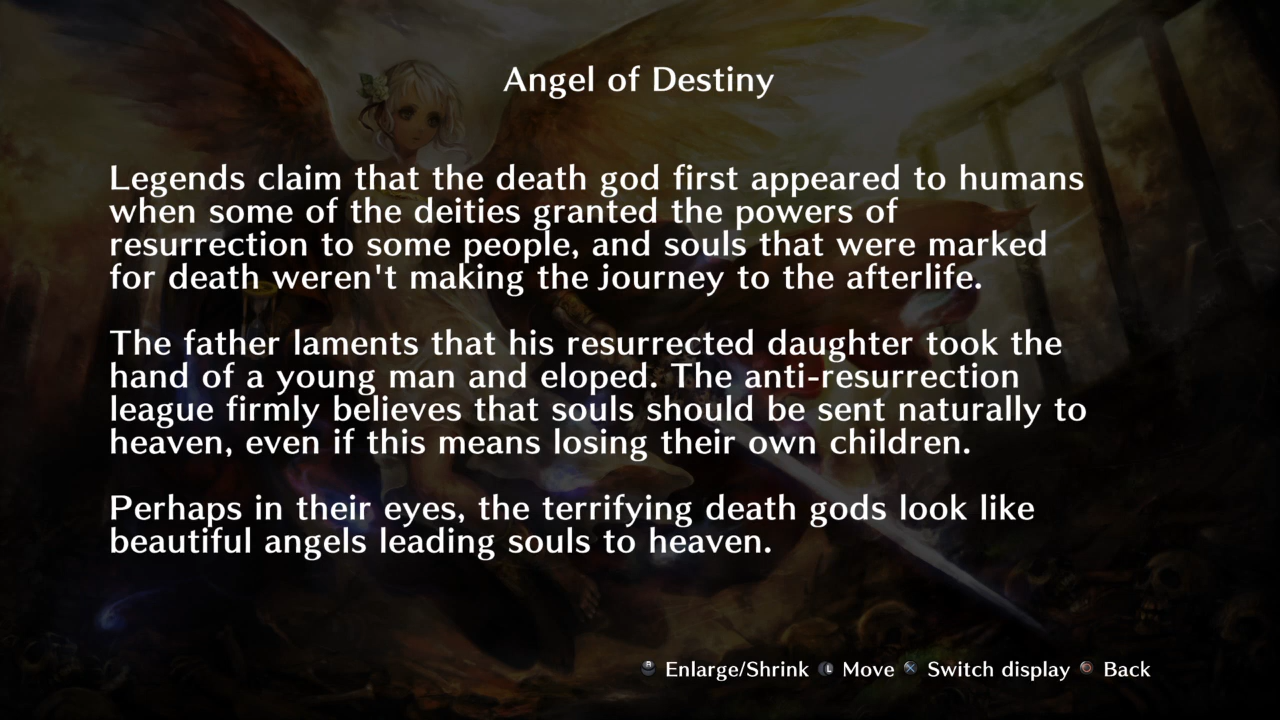 Angel of Destiny
Legends claim that the death god first appeared to humans
when some of the deities granted the powers of
resurrection to some people, and souls that were marked
for death weren't making the journey to the afterlife.
The father laments that his resurrected daughter took the
hand of a young man and eloped. The anti-resurrection
league firmly believes that souls should be sent naturally to
heaven, even if this means losing their own children.
Perhaps in their eyes, the terrifying death gods look like
beautiful angels leading souls to heaven.
R Enlarge/Shrink L Move Switch display Back